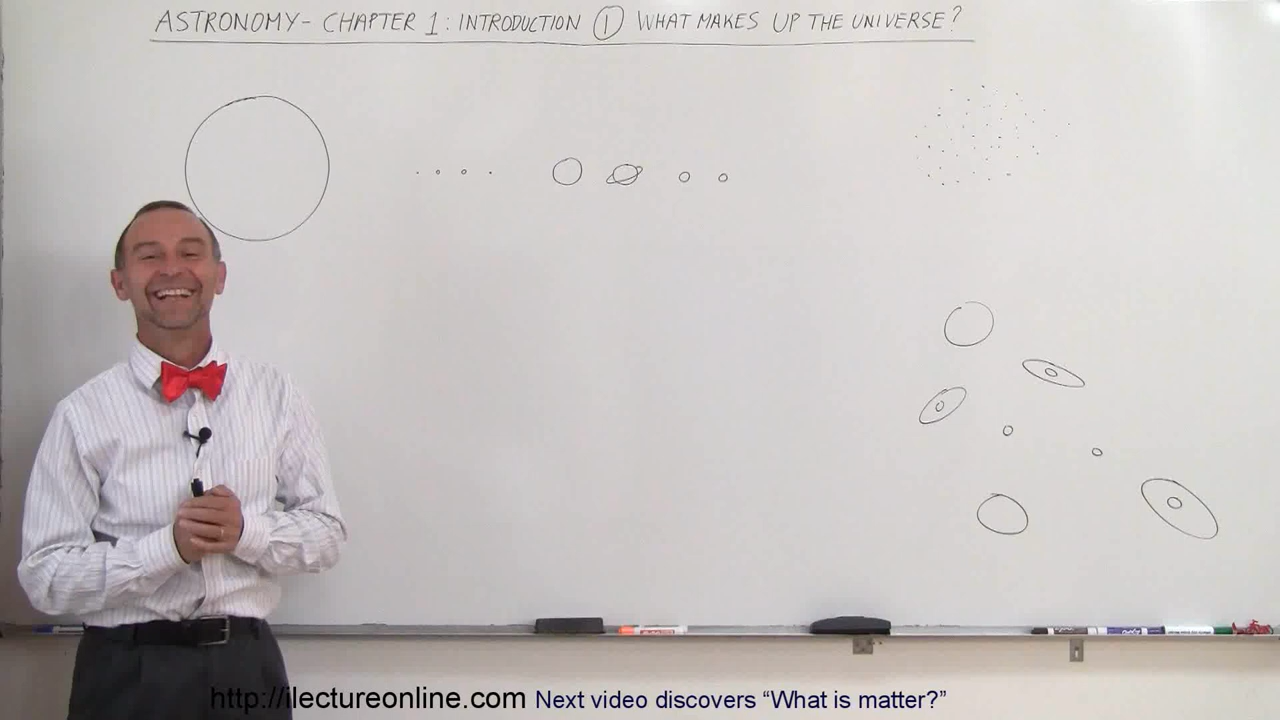 ASTRONOMY- CHAPTER 1: INTRODUCTION ① WHAT MAKES UP THE UNIVERSE?
http://ilectureonline.com Next video discovers “What is matter?”